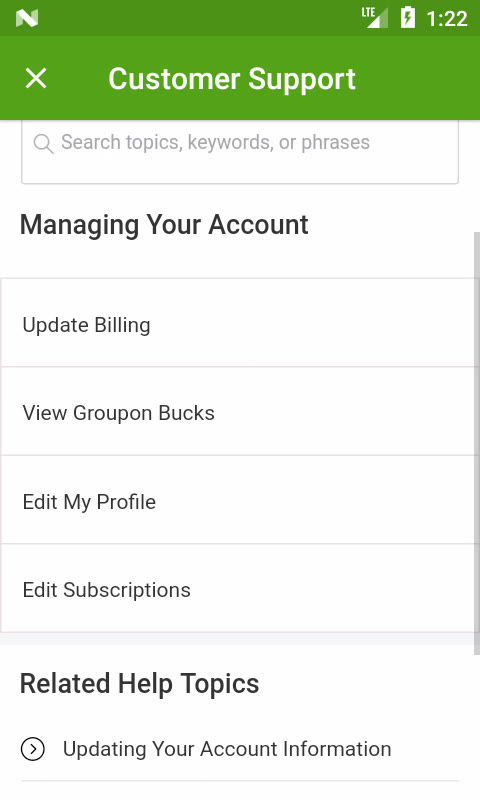 LTE 1:22
Customer Support
Search topics, keywords, or phrases
Managing Your Account
Update Billing
View Groupon Bucks
Edit My Profile
Edit Subscriptions
Related Help Topics
Updating Your Account Information